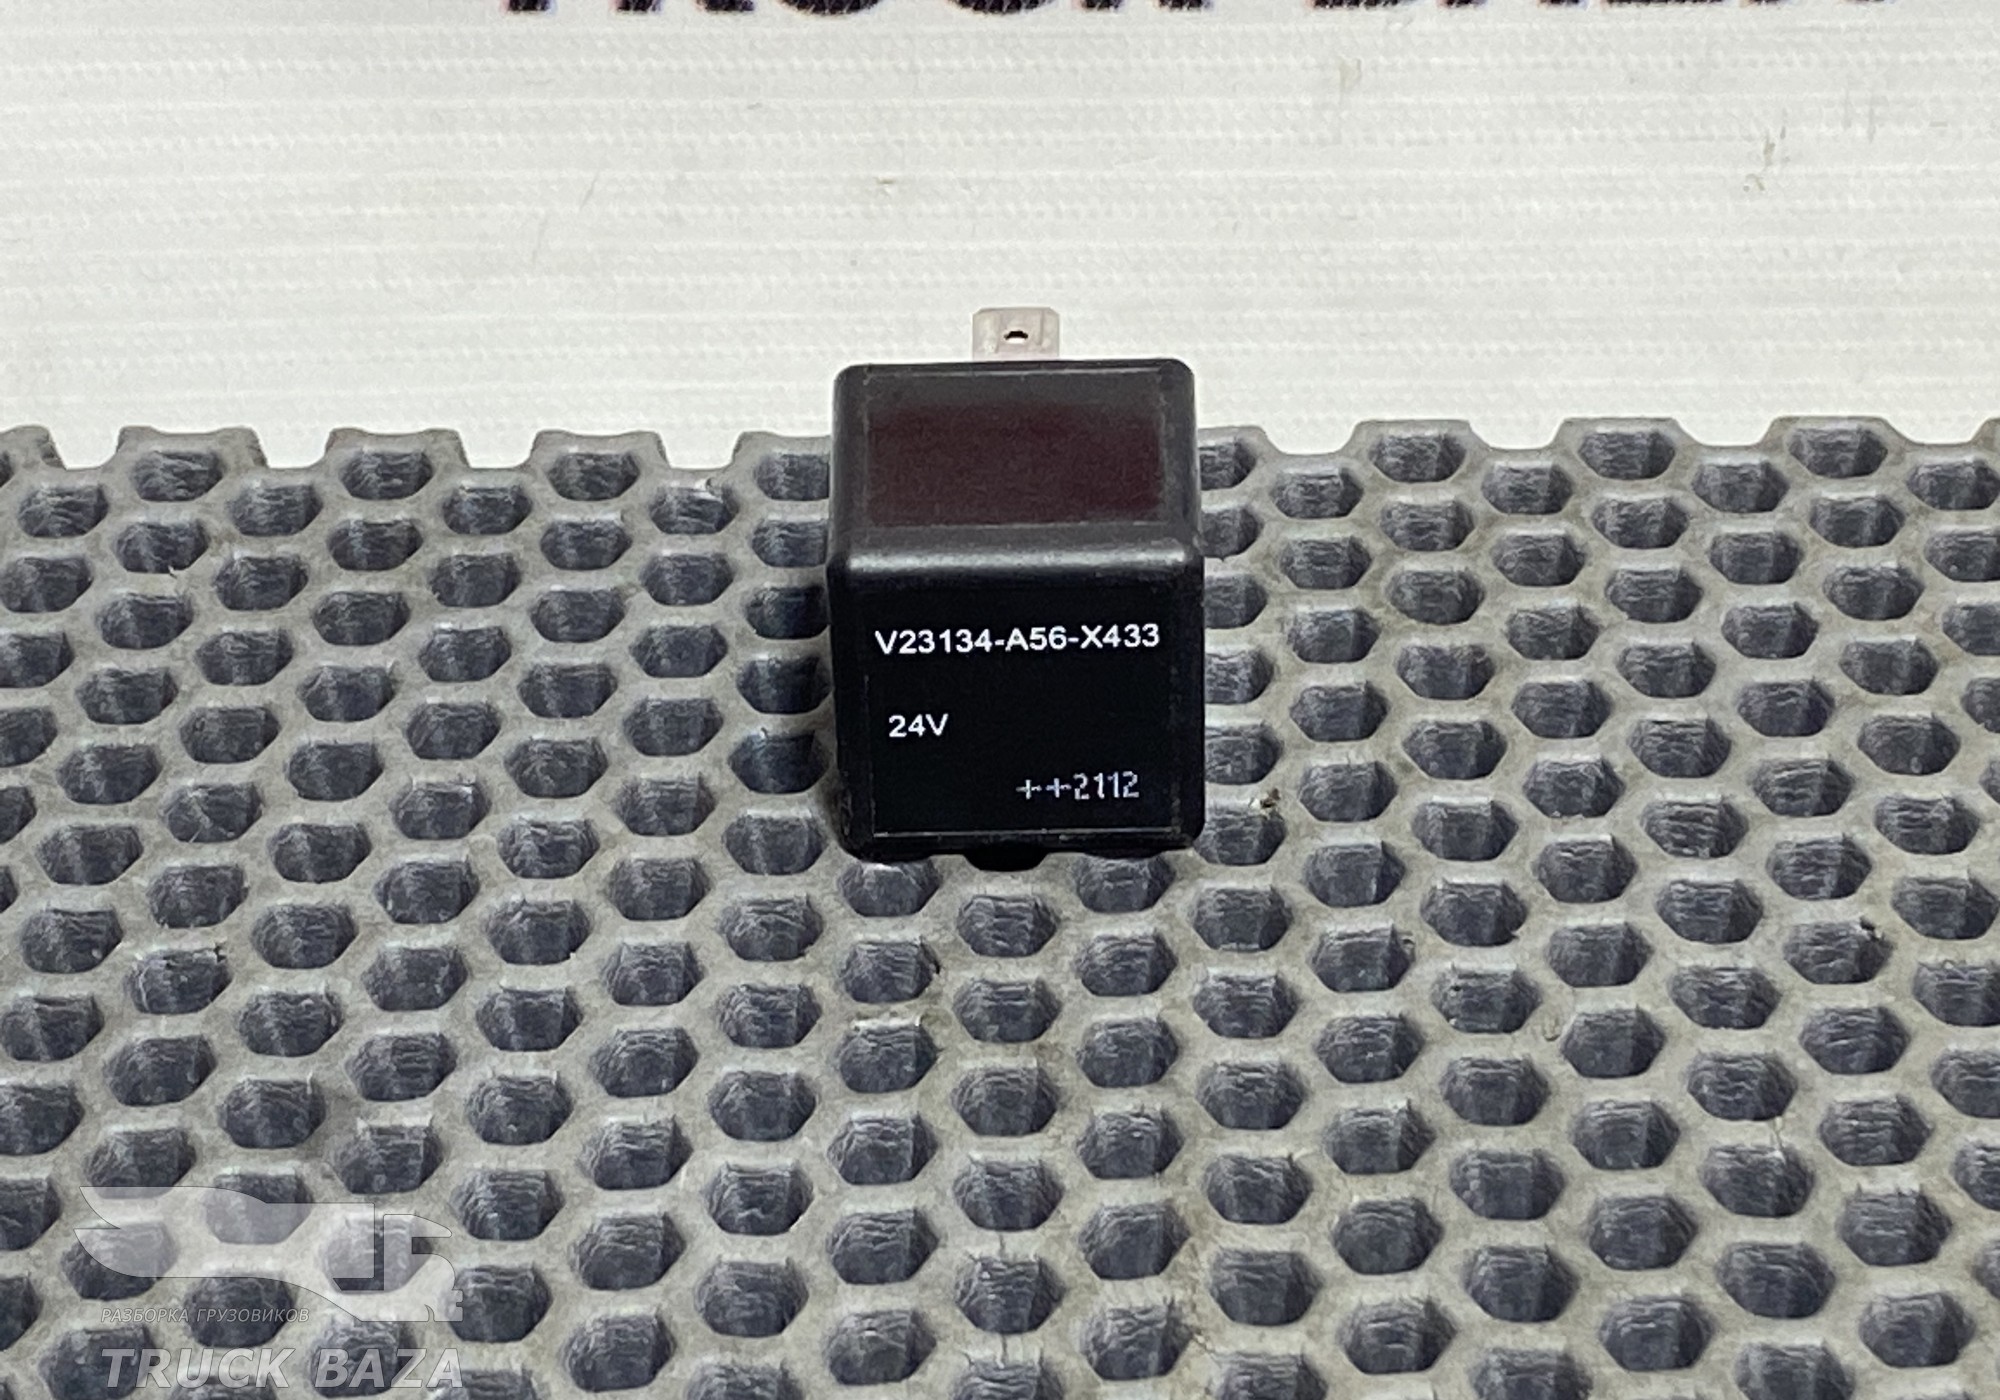 V23134-A56-X433
24V
++2112
РАЗБОРКА ГРУЗОВИКОВ
TRUCK BAZA